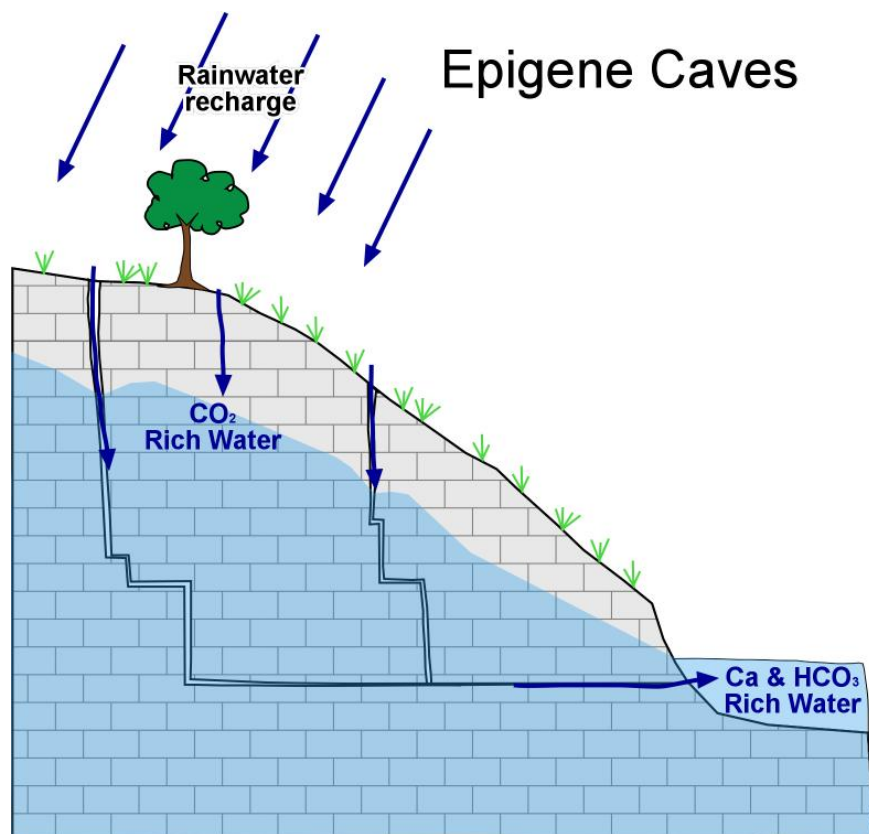 Epigene Caves
Rainwater
recharge
CO₂
Rich Water
Ca & HCO₃
Rich Water